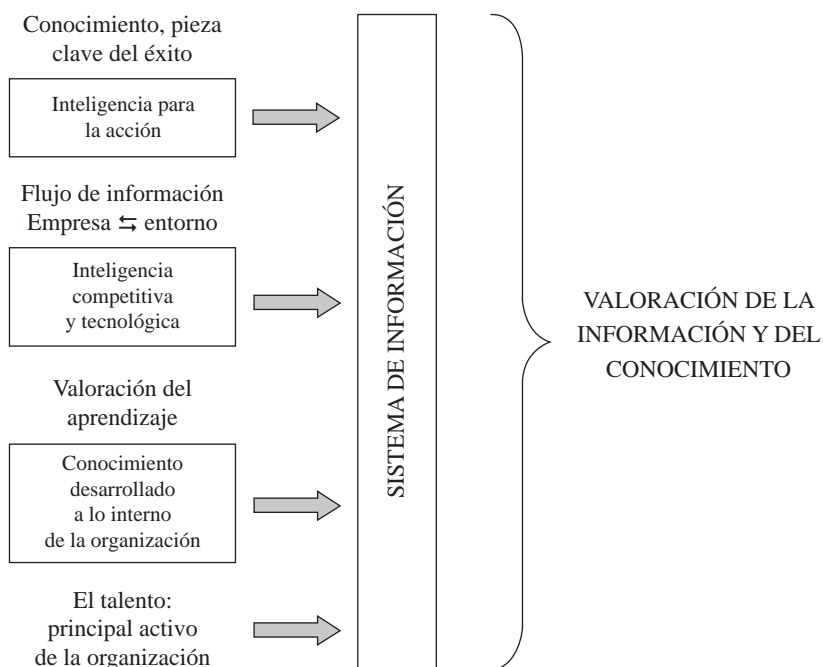 Conocimiento, pieza
clave del éxito
Inteligencia para
la acción
Flujo de información
Empresa ⇆ entorno
Inteligencia
competitiva
y tecnológica
Valoración del
aprendizaje
Conocimiento
desarrollado
a lo interno
de la organización
El talento:
principal activo
de la organización
SISTEMA DE INFORMACIÓN
VALORACIÓN DE LA
INFORMACIÓN Y DEL
CONOCIMIENTO